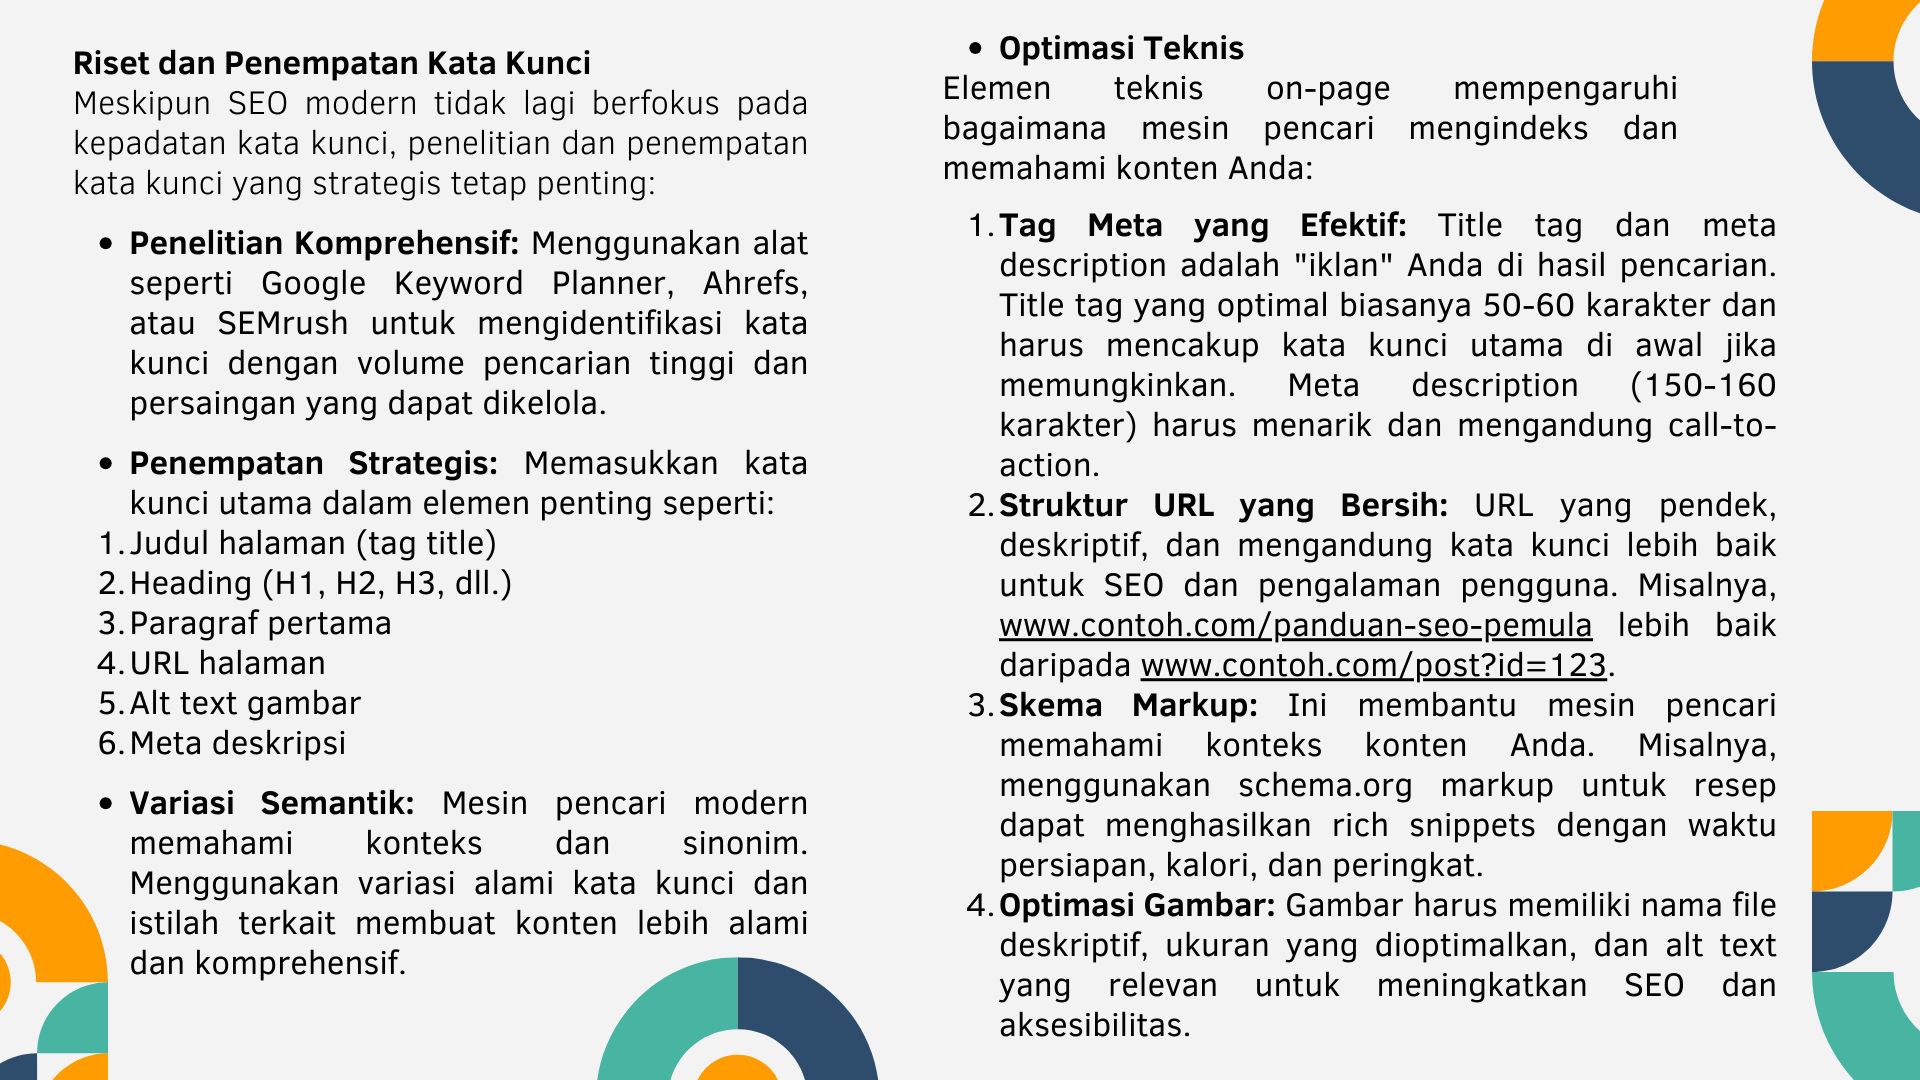 Riset dan Penempatan Kata Kunci
Meskipun SEO modern tidak lagi berfokus pada
kepadatan kata kunci, penelitian dan penempatan
kata kunci yang strategis tetap penting:
• Penelitian Komprehensif: Menggunakan alat
seperti Google Keyword Planner, Ahrefs,
atau SEMrush untuk mengidentifikasi kata
kunci dengan volume pencarian tinggi dan
persaingan yang dapat dikelola.
• Penempatan Strategis: Memasukkan kata
kunci utama dalam elemen penting seperti:
1. Judul halaman (tag title)
2. Heading (H1, H2, H3, dll.)
3. Paragraf pertama
4. URL halaman
5. Alt text gambar
6. Meta deskripsi
• Variasi Semantik: Mesin pencari modern
memahami konteks dan sinonim.
Menggunakan variasi alami kata kunci dan
istilah terkait membuat konten lebih alami
dan komprehensif.
• Optimasi Teknis
Elemen teknis on-page mempengaruhi
bagaimana mesin pencari mengindeks dan
memahami konten Anda:
1. Tag Meta yang Efektif: Title tag dan meta
description adalah "iklan" Anda di hasil pencarian.
Title tag yang optimal biasanya 50-60 karakter dan
harus mencakup kata kunci utama di awal jika
memungkinkan. Meta description (150-160
karakter) harus menarik dan mengandung call-to-
action.
2. Struktur URL yang Bersih: URL yang pendek,
deskriptif, dan mengandung kata kunci lebih baik
untuk SEO dan pengalaman pengguna. Misalnya,
www.contoh.com/panduan-seo-pemula lebih baik
daripada www.contoh.com/post?id=123.
3. Skema Markup: Ini membantu mesin pencari
memahami konteks konten Anda. Misalnya,
menggunakan schema.org markup untuk resep
dapat menghasilkan rich snippets dengan waktu
persiapan, kalori, dan peringkat.
4. Optimasi Gambar: Gambar harus memiliki nama file
deskriptif, ukuran yang dioptimalkan, dan alt text
yang relevan untuk meningkatkan SEO dan
aksesibilitas.